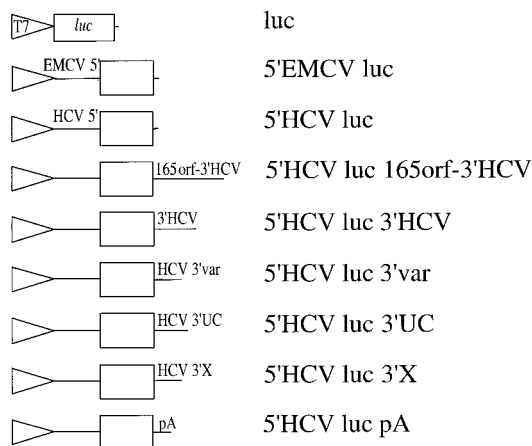 T7 luc luc
EMCV 5' 5'EMCV luc
HCV 5' 5'HCV luc
165orf-3'HCV 5'HCV luc 165orf-3'HCV
3'HCV 5'HCV luc 3'HCV
HCV 3'var 5'HCV luc 3'var
HCV 3'UC 5'HCV luc 3'UC
HCV 3'X 5'HCV luc 3'X
pA 5'HCV luc pA